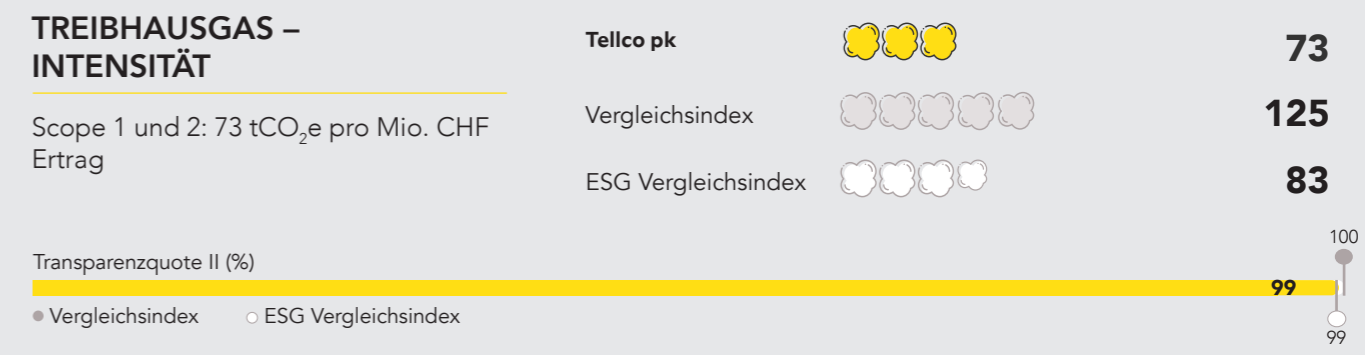 TREIBHAUSGAS –
INTENSITÄT
Scope 1 und 2: 73 tCO₂e pro Mio. CHF
Ertrag
Tellco pk 73
Vergleichsindex 125
ESG Vergleichsindex 83
100
Transparenzquote II (%)
99
Vergleichsindex ESG Vergleichsindex
99